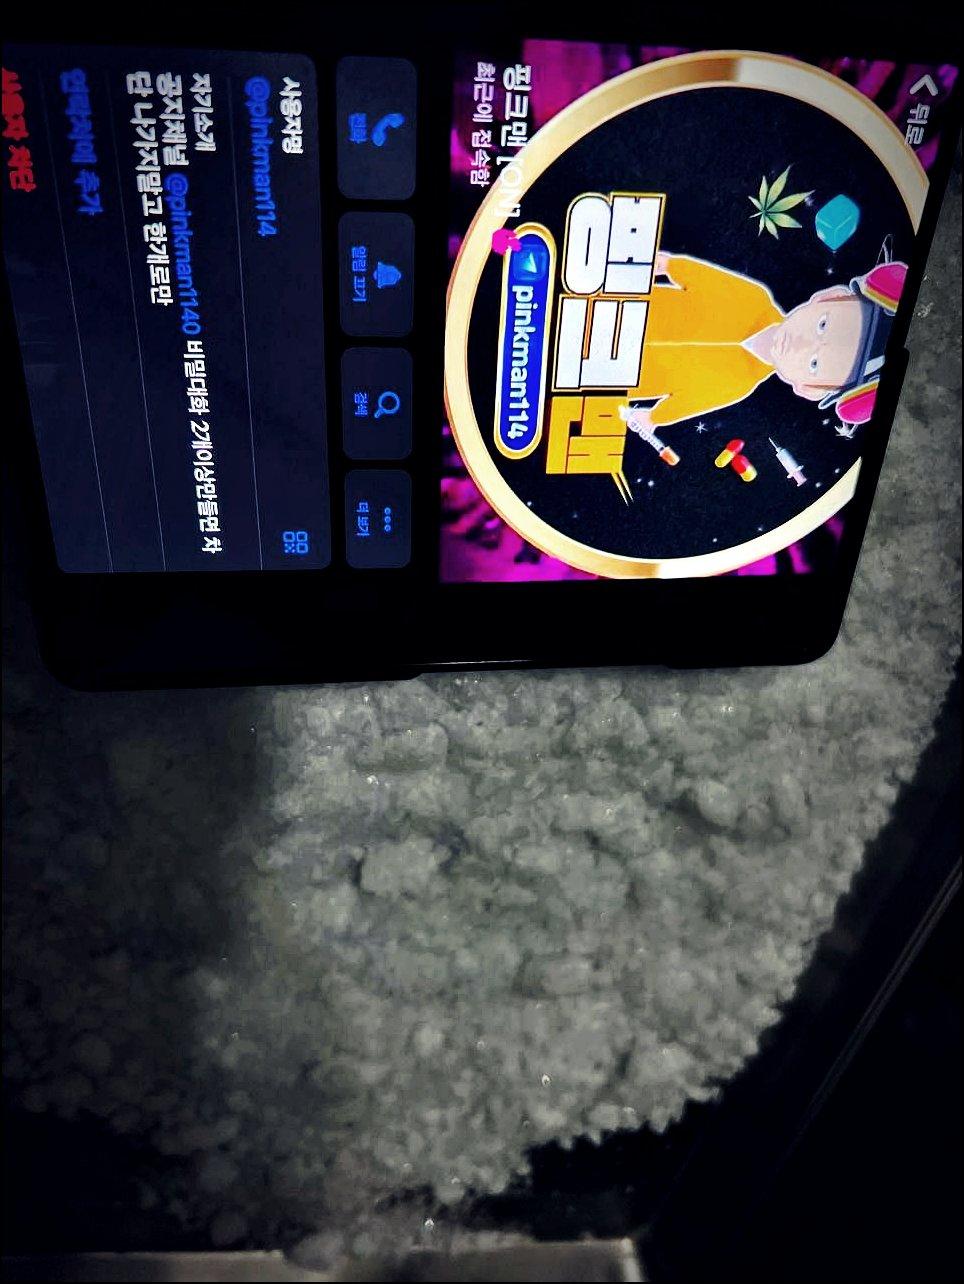 뒤로
핑크맨
pinkman114
핑크맨 [ON]
최근에 접속함
전화
알림 끄기
검색
더 보기
사용자명
@pinkman114
자기소개
공지채널 @pinkman1140 비밀대화 2개이상만들면 차
단 나가지말고 한개로만
연락처에 추가
사용자 차단